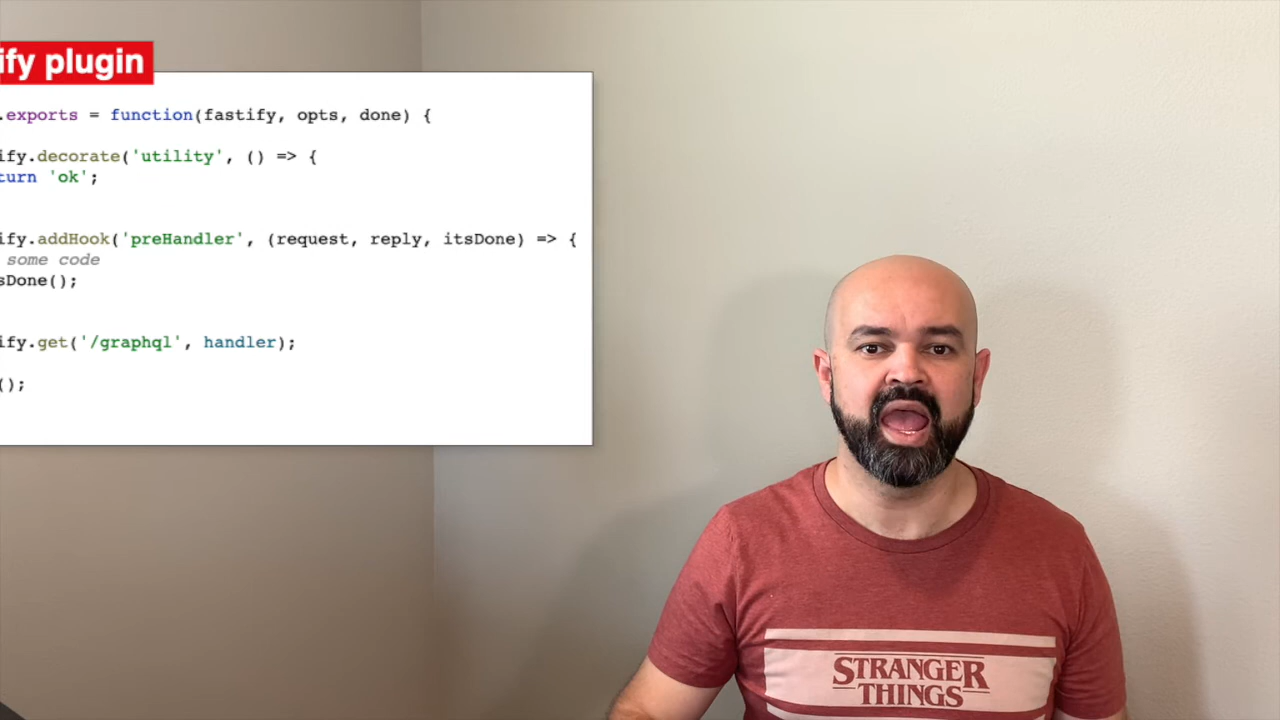 ify plugin
.exports = function(fastify, opts, done) {
ify.decorate('utility', () => {
turn 'ok';
ify.addHook('preHandler', (request, reply, itsDone) => {
some code
sDone();
ify.get('/graphql', handler);
();
STRANGER
THINGS